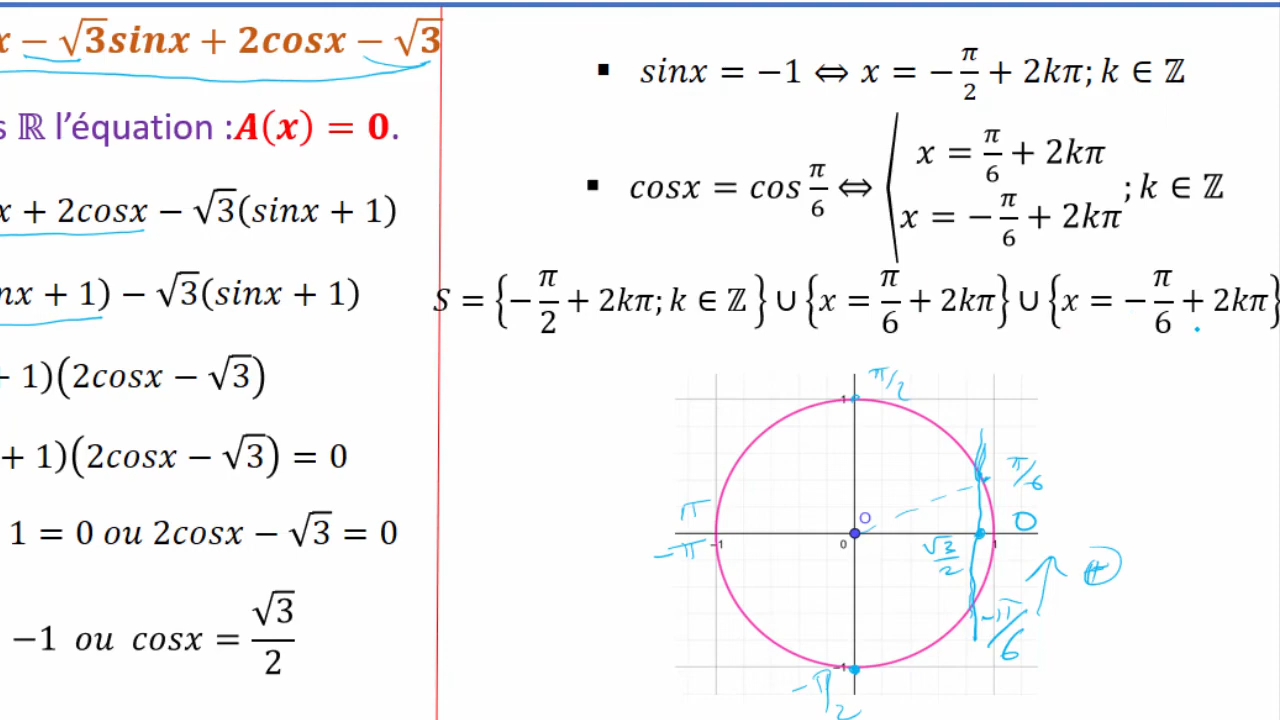 x − √3sinx + 2cosx − √3
s ℝ l'équation :A(x) = 0.
x + 2cosx − √3(sinx + 1)
nx + 1) − √3(sinx + 1)
+ 1)(2cosx − √3)
+ 1)(2cosx − √3) = 0
1 = 0 ou 2cosx − √3 = 0
−1 ou cosx = √3/2
▪ sinx = −1 ⇔ x = −π/2 + 2kπ; k ∈ ℤ
▪ cosx = cos π/6 ⇔ { x = π/6 + 2kπ
x = −π/6 + 2kπ ; k ∈ ℤ
S = {−π/2 + 2kπ; k ∈ ℤ} ∪ {x = π/6 + 2kπ} ∪ {x = −π/6 + 2kπ}
π/2
1
π/6
π
O
0
−π
−1
0
√3/2
1
+
−π/6
−1
−π/2